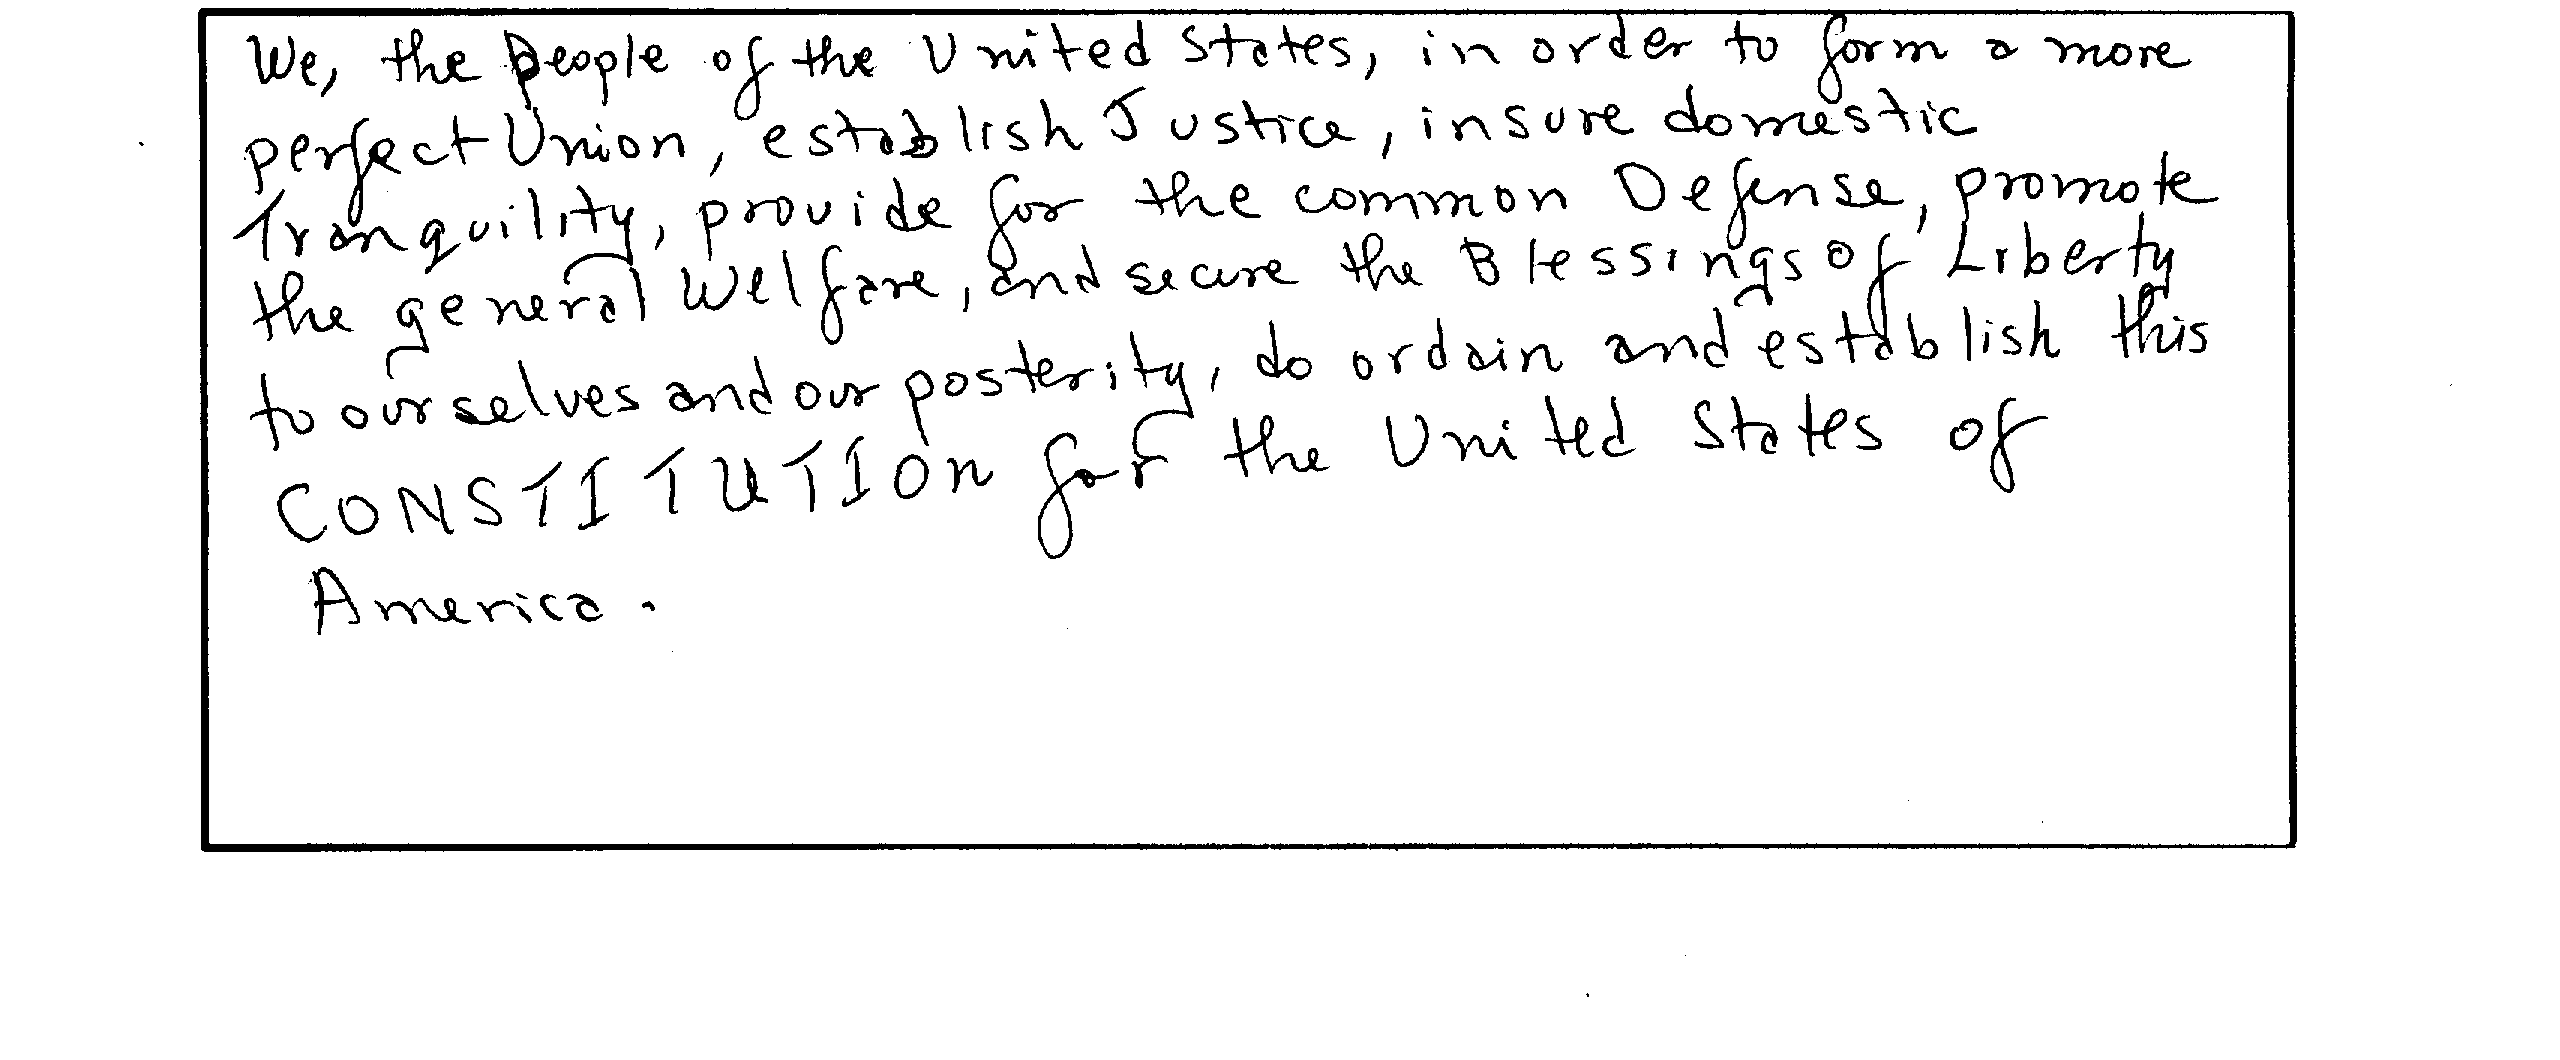 We, the People of the United States, in order to form a more
perfect Union, establish Justice, insure domestic
Tranquility, provide for the common Defense, promote
the general Welfare, and secure the Blessings of Liberty
to ourselves and our posterity, do ordain and establish this
CONSTITUTION for the United States of
America.